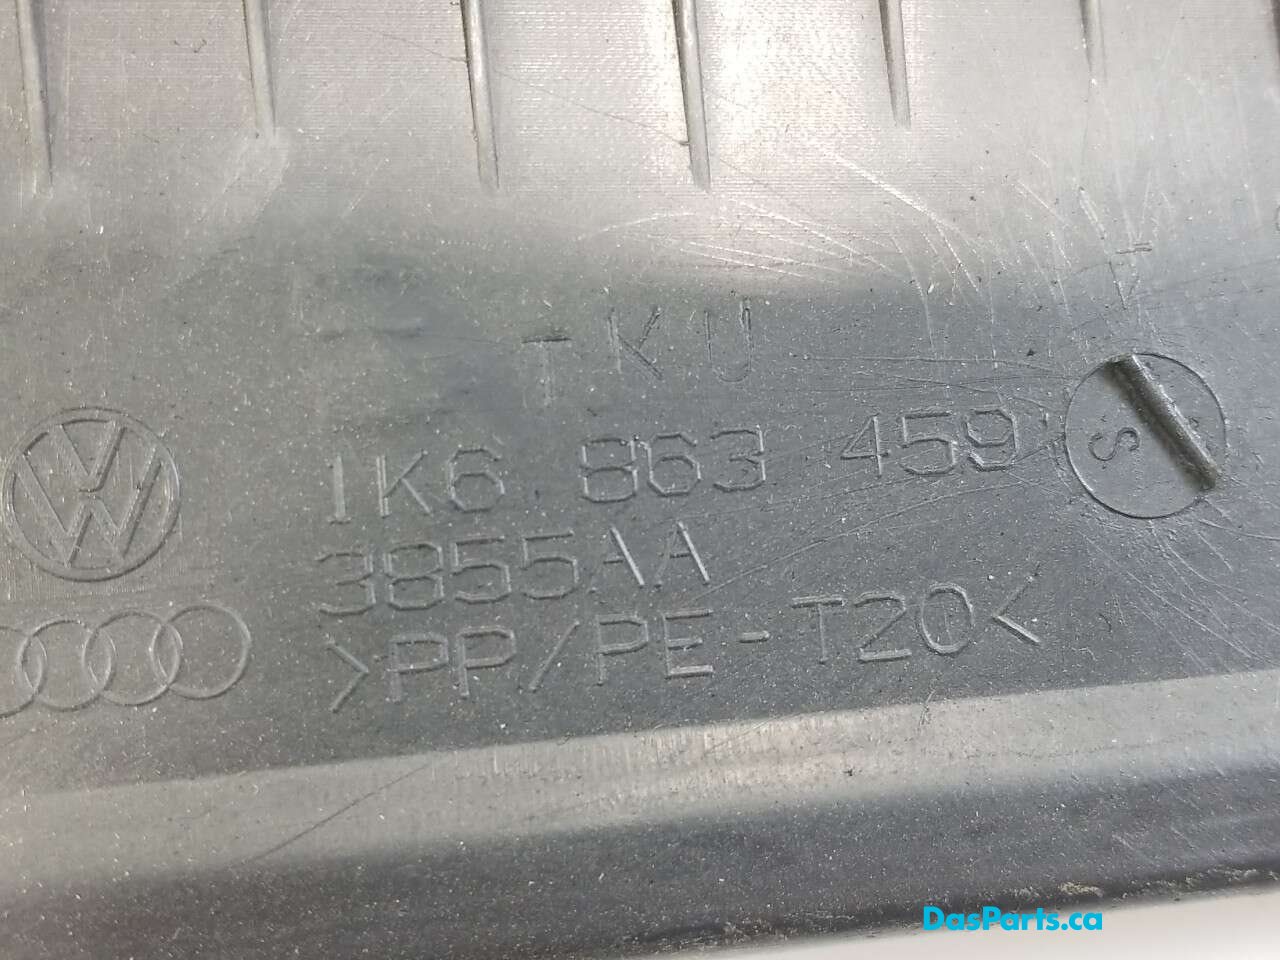 TKU
1K6 863 459
3855AA
>PP/PE-T20<
S
DasParts.ca